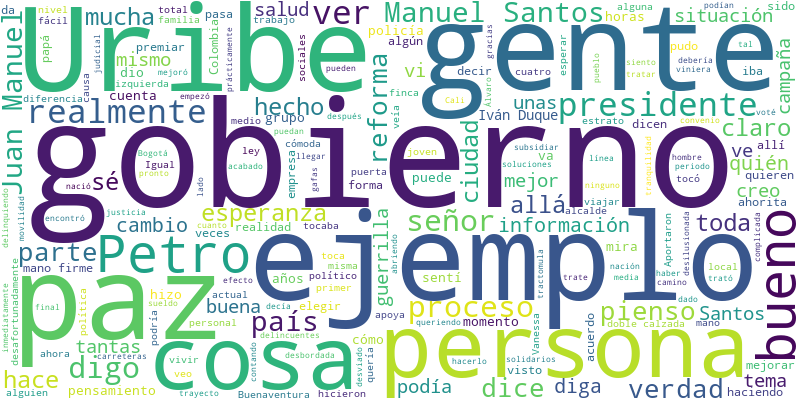 Uribe
gente
gobierno
ejemplo
paz
persona
cosa
Petro
bueno
Juan Manuel
Manuel Santos
presidente
realmente
reforma
proceso
señor
verdad
país
pienso
digo
dice
hace
mucha
ver
vi
mismo
hecho
unas
situación
campaña
claro
quién
creo
mejor
ciudad
allá
toda
información
esperanza
cambio
parte
sé
buena
tantas
podía
diga
tema
Santos
guerrilla
Iván Duque
salud
dio
grupo
cuenta
policía
decir
iba
pudo
horas
sido
va
ve
allí
puede
quieren
ahorita
mira
sentí
momento
elegir
años
político
hizo
veces
realidad
forma
empresa
mano firme
pensamiento
desafortunadamente
vivir
Buenaventura
hicieron
quería
cómo
acuerdo
visto
doble calzada
mejorar
haciendo
alguien
ahora
podría
da
nivel
fácil
papá
total
familia
pasa
trabajo
premiar
izquierda
diferencia
causa
judicial
mejoró
empezó
Colombia
prácticamente
sociales
pueden
gracias
algún
alguna
podían
tal
esperar
cuatro
pueblo
siento
tratar
debería
viniera
Cali
Álvaro
voté
convenio
finca
veía
después
medio
puedan
ley
acabado
llegar
cómoda
gafas
puerta
tocaba
Bogotá
Igual
pronto
nació
lado
encontró
justicia
cuanto
movilidad
delinquiendo
inmediatamente
final
política
sueldo
efecto
decía
actual
personal
delincuentes
contando
desbordada
carreteras
veo
trayecto
desviado
toca
misma
primer
apoya
queriendo
abriendo
joven
estrato
dicen
subsidiar
soluciones
línea
viajar
alcalde
ninguno
tranquilidad
hombre
periodo
tocó
Aportaron
desilusionada
complicada
local
trató
haber
camino
nación
media
trate
tractomula
dado
mano
Vanessa
solidarios
hacerlo